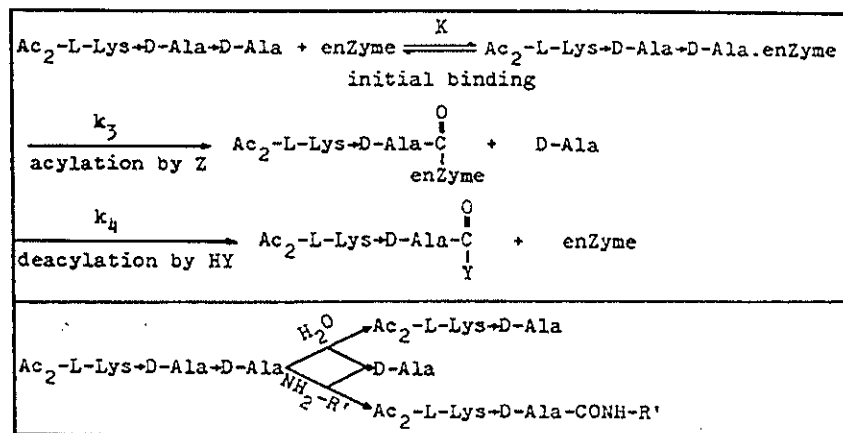 K
Ac2-L-Lys→D-Ala→D-Ala + enZyme ⇌ Ac2-L-Lys→D-Ala→D-Ala.enZyme
initial binding
k3
O
Ac2-L-Lys→D-Ala-C + D-Ala
acylation by Z
enZyme
k4
O
Ac2-L-Lys→D-Ala-C + enZyme
deacylation by HY
Y
H2O
Ac2-L-Lys→D-Ala
Ac2-L-Lys→D-Ala→D-Ala
D-Ala
NH2-R'
Ac2-L-Lys→D-Ala-CONH-R'